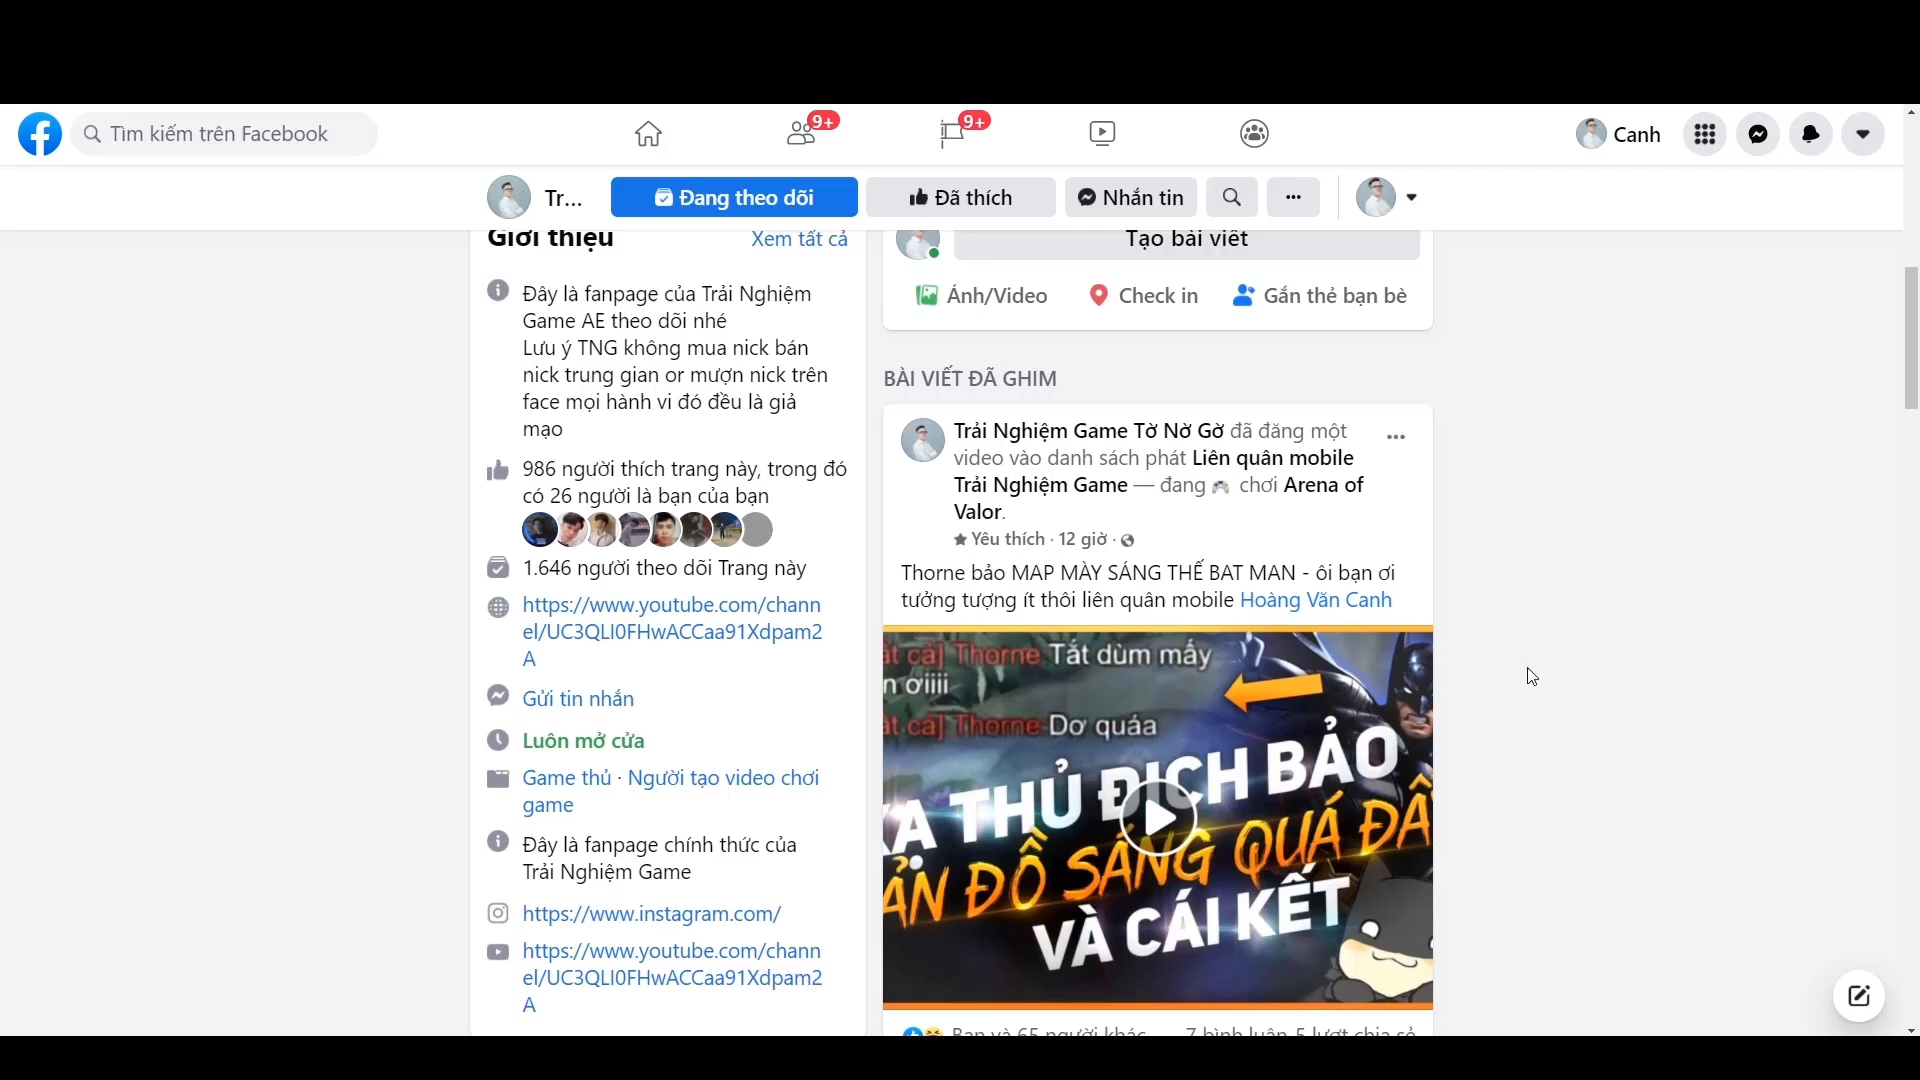 Tìm kiếm trên Facebook
9+
9+
Canh
Tr...
Đang theo dõi
Đã thích
Nhắn tin
Giới thiệu
Xem tất cả
Đây là fanpage của Trải Nghiệm
Game AE theo dõi nhé
Lưu ý TNG không mua nick bán
nick trung gian or mượn nick trên
face mọi hành vi đó đều là giả
mạo
986 người thích trang này, trong đó
có 26 người là bạn của bạn
1.646 người theo dõi Trang này
https://www.youtube.com/chann
el/UC3QLI0FHwACCaa91Xdpam2
A
Gửi tin nhắn
Luôn mở cửa
Game thủ · Người tạo video chơi
game
Đây là fanpage chính thức của
Trải Nghiệm Game
https://www.instagram.com/
https://www.youtube.com/chann
el/UC3QLI0FHwACCaa91Xdpam2
A
Tạo bài viết
Ảnh/Video
Check in
Gắn thẻ bạn bè
BÀI VIẾT ĐÃ GHIM
Trải Nghiệm Game Tờ Nờ Gờ đã đăng một
video vào danh sách phát Liên quân mobile
Trải Nghiệm Game — đang chơi Arena of
Valor.
Yêu thích · 12 giờ ·
Thorne bảo MAP MÀY SÁNG THẾ BAT MAN - ôi bạn ơi
tưởng tượng ít thôi liên quân mobile Hoàng Văn Canh
ất cả] Thorne Tắt dùm mấy
n ơiiii
ất cả] Thorne Dơ quáa
XẠ THỦ ĐỊCH BẢO
BẢN ĐỒ SÁNG QUÁ ĐẤ
VÀ CÁI KẾT
Bạn và 65 người khác
7 bình luận 5 lượt chia sẻ